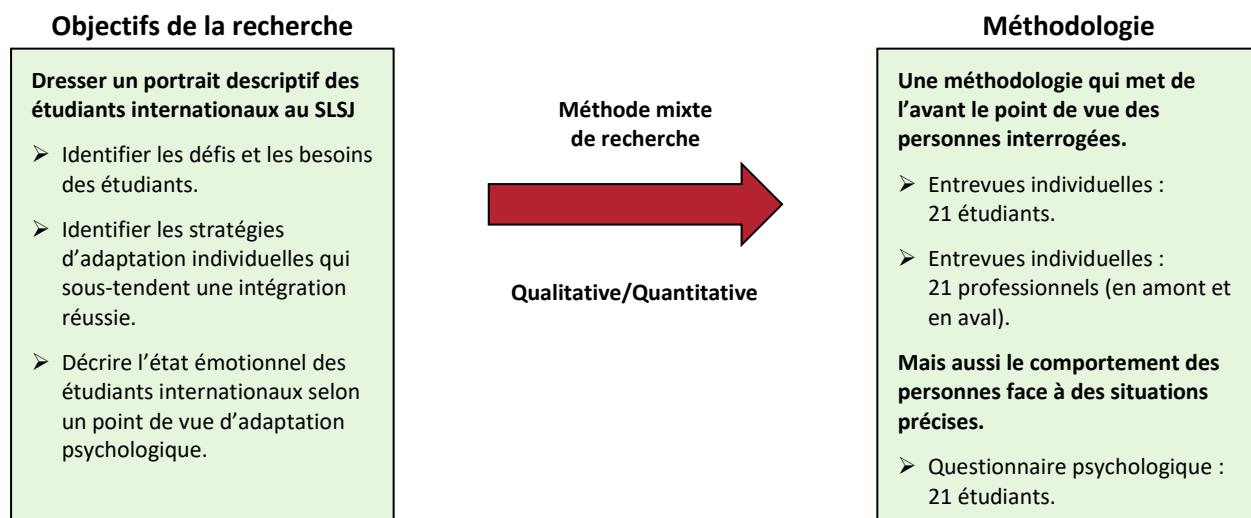 Objectifs de la recherche
Dresser un portrait descriptif des
étudiants internationaux au SLSJ
➢ Identifier les défis et les besoins
des étudiants.
➢ Identifier les stratégies
d’adaptation individuelles qui
sous-tendent une intégration
réussie.
➢ Décrire l’état émotionnel des
étudiants internationaux selon
un point de vue d’adaptation
psychologique.
Méthode mixte
de recherche
Qualitative/Quantitative
Méthodologie
Une méthodologie qui met de
l’avant le point de vue des
personnes interrogées.
➢ Entrevues individuelles :
21 étudiants.
➢ Entrevues individuelles :
21 professionnels (en amont et
en aval).
Mais aussi le comportement des
personnes face à des situations
précises.
➢ Questionnaire psychologique :
21 étudiants.